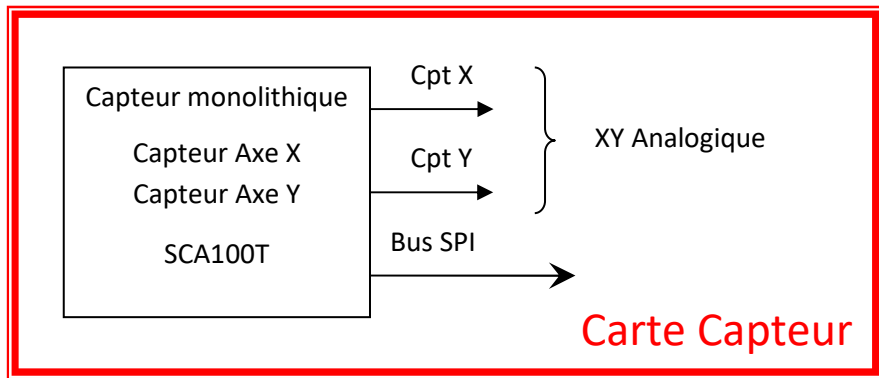 Capteur monolithique
Capteur Axe X
Capteur Axe Y
SCA100T
Cpt X
Cpt Y
Bus SPI
XY Analogique
Carte Capteur